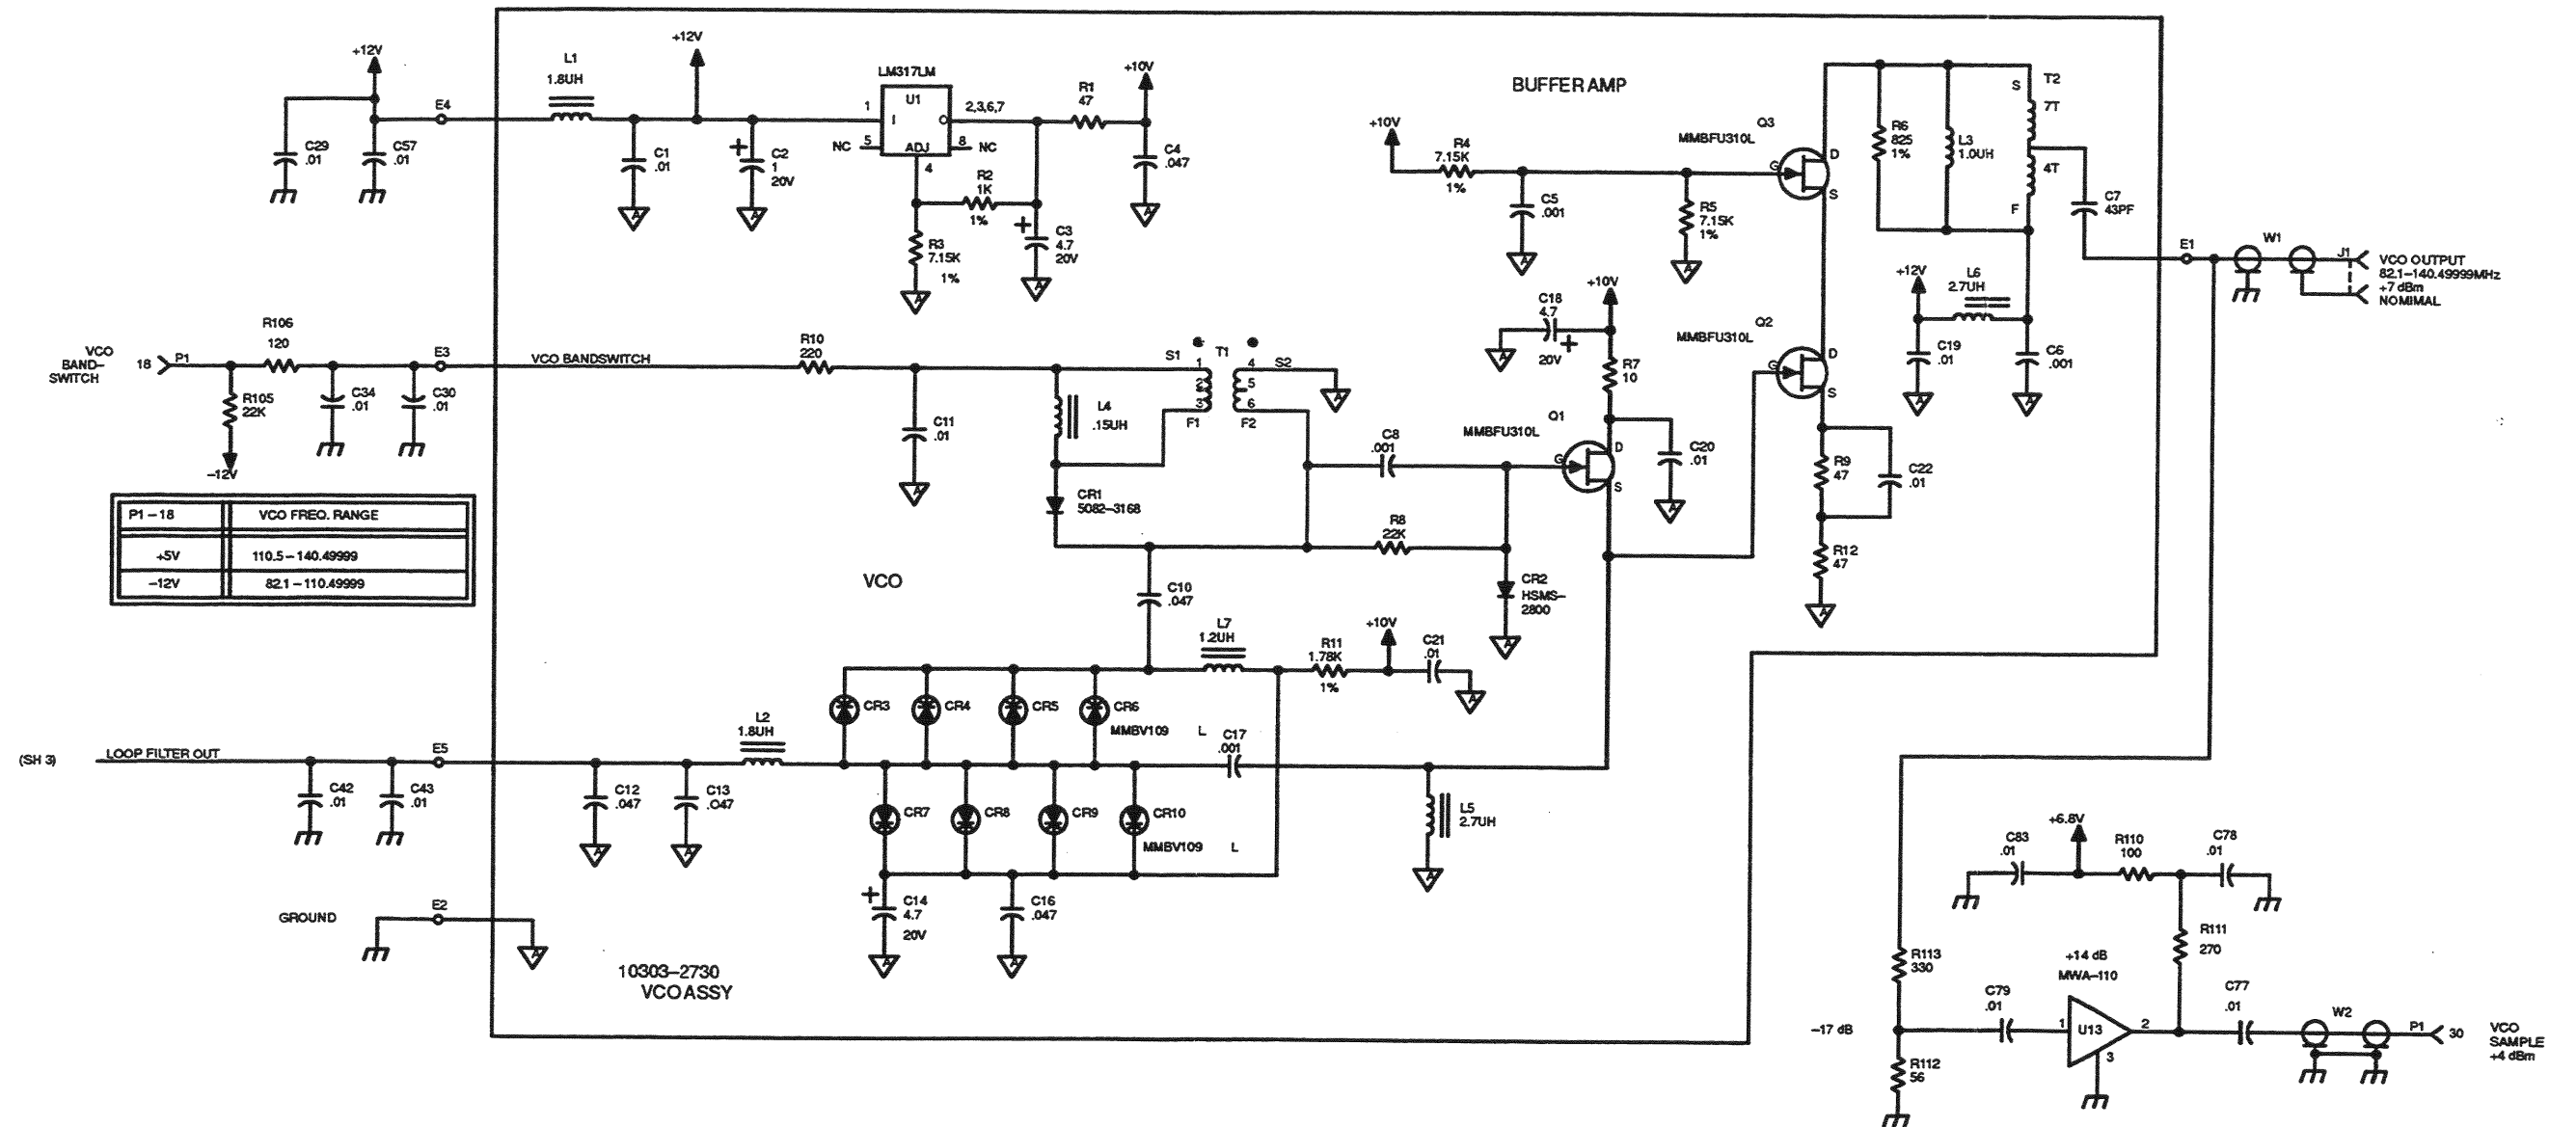 +12V
C29
.01
C57
.01
E4
L1
1.8UH
+12V
C1
.01
C2
1
20V
LM317LM
U1
I
O
ADJ
1
5
NC
4
2,3,6,7
8
NC
R2
1K
1%
R3
7.15K
1%
C3
4.7
20V
R1
47
+10V
C4
.047
BUFFER AMP
+10V
R4
7.15K
1%
C5
.001
R5
7.15K
1%
Q3
MMBFU310L
G
D
S
R6
825
1%
L3
1.0UH
S
T2
7T
4T
F
C7
43PF
E1
W1
J1
VCO OUTPUT
82.1–140.49999MHz
+7 dBm
NOMIMAL
+12V
L6
2.7UH
C19
.01
C6
.001
VCO
BAND–
SWITCH
18
P1
R106
120
R105
22K
–12V
C34
.01
C30
.01
E3
VCO BANDSWITCH
R10
220
C11
.01
L4
.15UH
S1
1
2
3
F1
T1
4
5
6
S2
F2
CR1
5082–3168
C18
4.7
20V
+10V
R7
10
Q1
MMBFU310L
G
D
S
C20
.01
C8
.001
R8
22K
CR2
HSMS–
2800
Q2
MMBFU310L
G
D
S
R9
47
C22
.01
R12
47
P1 – 18
VCO FREQ. RANGE
+5V
110.5 – 140.49999
–12V
82.1 – 110.49999
VCO
C10
.047
L7
1.2UH
R11
1.78K
1%
+10V
C21
.01
CR3
CR4
CR5
CR6
MMBV109
L
(SH 3)
LOOP FILTER OUT
C42
.01
C43
.01
E5
C12
.047
C13
.O47
L2
1.8UH
C17
.001
L5
2.7UH
CR7
CR8
CR9
CR10
MMBV109
L
C14
4.7
20V
C16
.047
GROUND
E2
10303–2730
VCO ASSY
C83
.01
+6.8V
R110
100
C78
.01
R111
270
R113
330
–17 dB
R112
56
C79
.01
+14 dB
MWA–110
1
U13
2
3
C77
.01
W2
P1
30
VCO
SAMPLE
+4 dBm